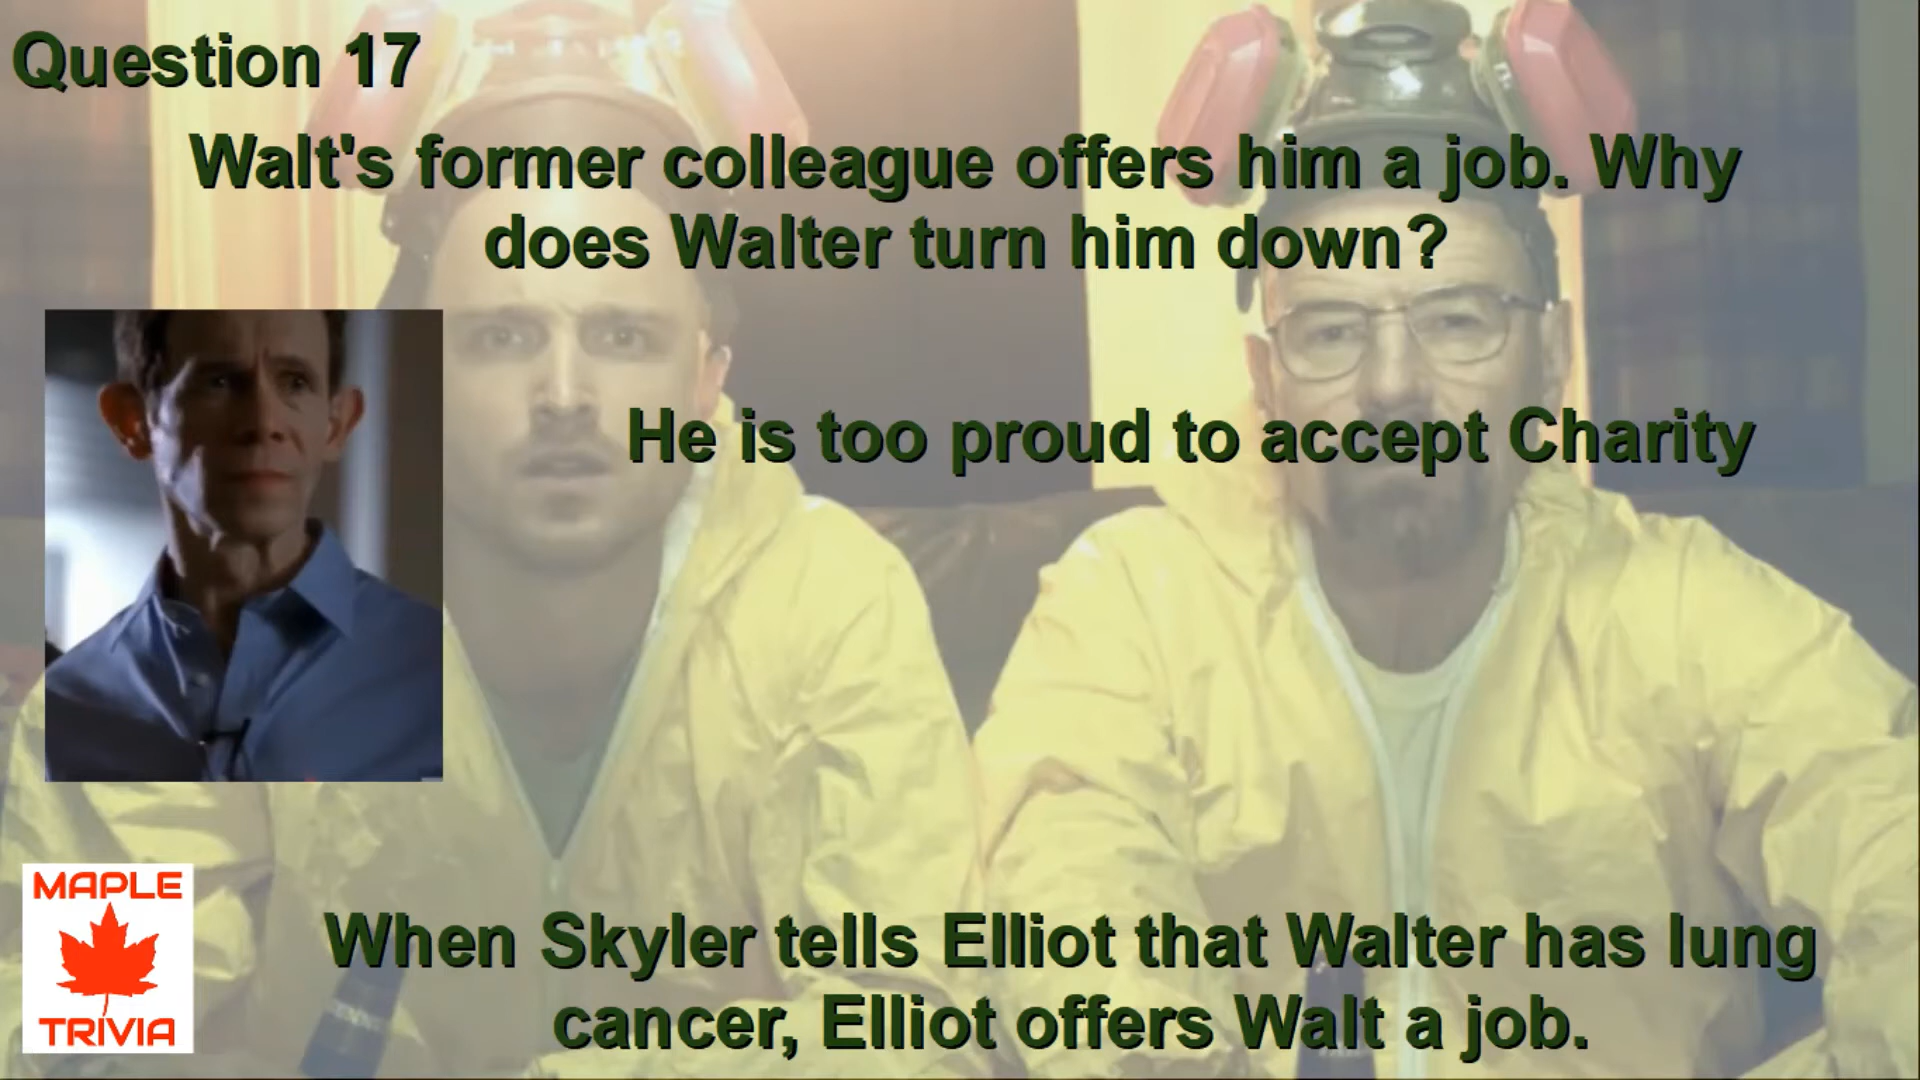 Question 17
Walt's former colleague offers him a job. Why
does Walter turn him down?
He is too proud to accept Charity
When Skyler tells Elliot that Walter has lung
cancer, Elliot offers Walt a job.
MAPLE
TRIVIA